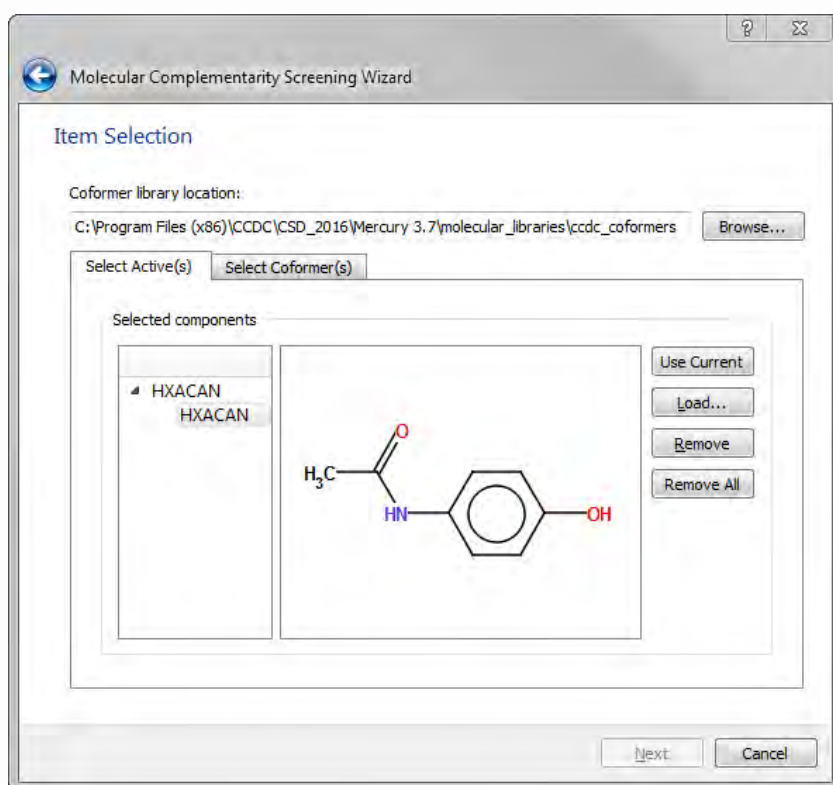 Molecular Complementarity Screening Wizard
Item Selection
Coformer library location:
C:\Program Files (x86)\CCDC\CSD_2016\Mercury 3.7\molecular_libraries\ccdc_coformers
Browse...
Select Active(s)
Select Coformer(s)
Selected components
HXACAN
HXACAN
O
H3C
HN
OH
Use Current
Load...
Remove
Remove All
Next
Cancel